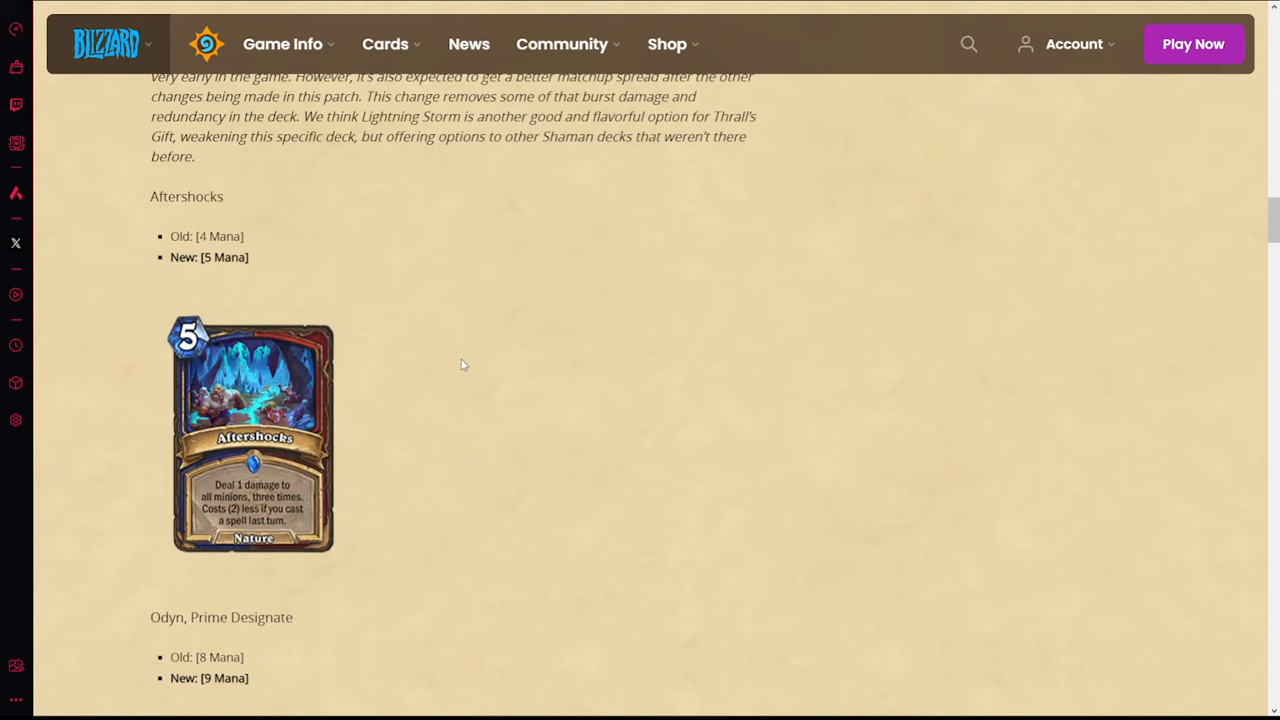 BLIZZARD
Game Info
Cards
News
Community
Shop
Account
Play Now
very early in the game. However, it's also expected to get a better matchup spread after the other
changes being made in this patch. This change removes some of that burst damage and
redundancy in the deck. We think Lightning Storm is another good and flavorful option for Thrall's
Gift, weakening this specific deck, but offering options to other Shaman decks that weren't there
before.
Aftershocks
Old: [4 Mana]
New: [5 Mana]
5
Aftershocks
Deal 1 damage to
all minions, three times.
Costs (2) less if you cast
a spell last turn.
Nature
Odyn, Prime Designate
Old: [8 Mana]
New: [9 Mana]